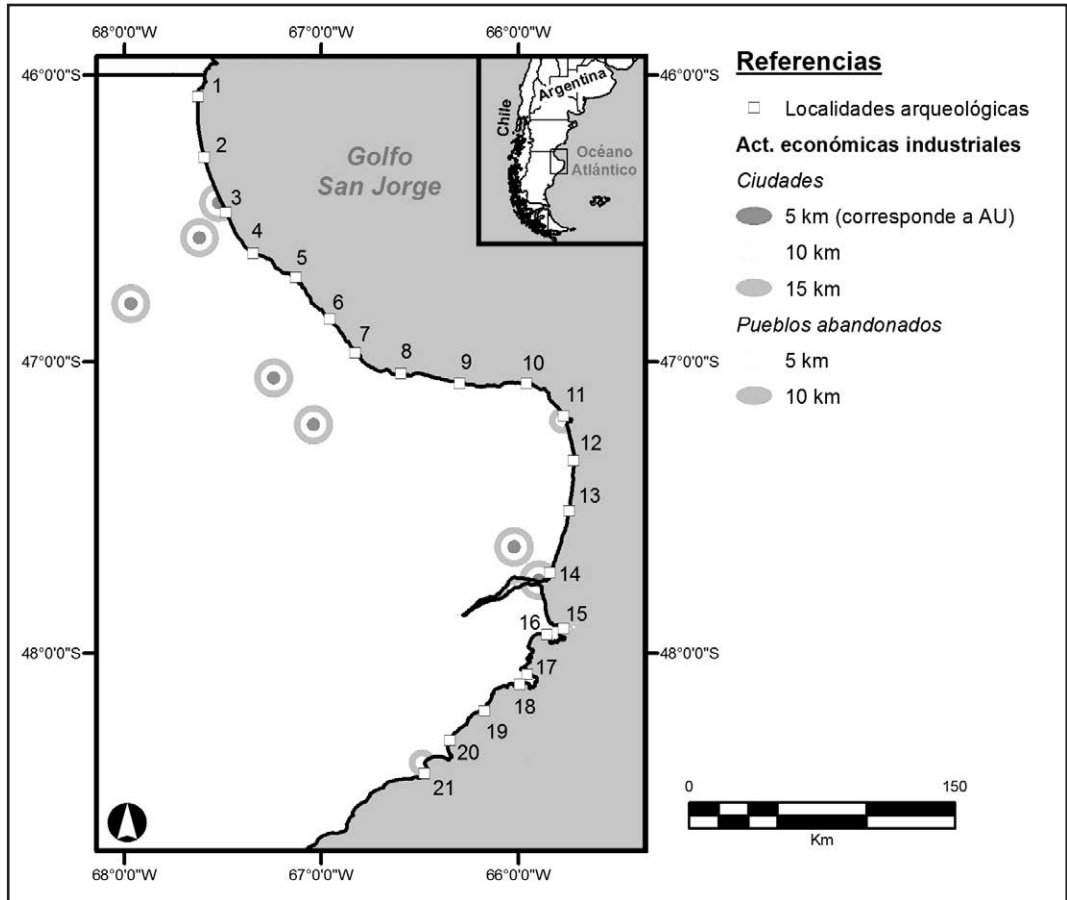 68°0'0"W
67°0'0"W
66°0'0"W
46°0'0"S
46°0'0"S
47°0'0"S
47°0'0"S
48°0'0"S
48°0'0"S
68°0'0"W
67°0'0"W
66°0'0"W
Golfo
San Jorge
Chile
Argentina
Océano
Atlántico
1
2
3
4
5
6
7
8
9
10
11
12
13
14
15
16
17
18
19
20
21
Referencias
Localidades arqueológicas
Act. económicas industriales
Ciudades
5 km (corresponde a AU)
10 km
15 km
Pueblos abandonados
5 km
10 km
0 150
Km